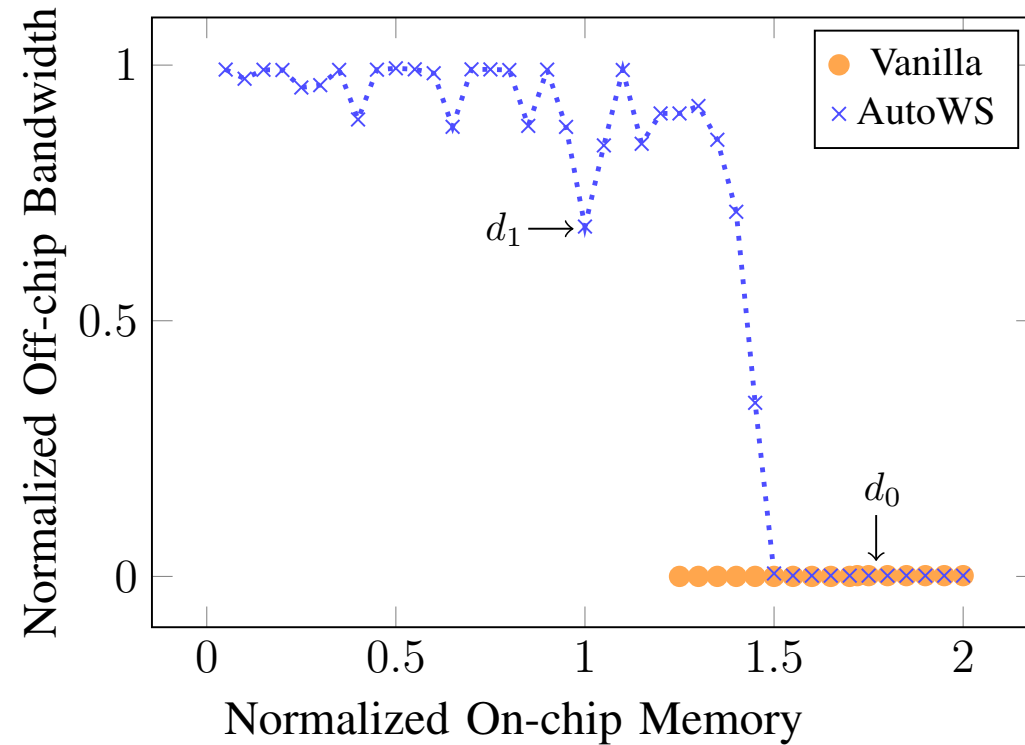 Normalized Off-chip Bandwidth
1
0.5
0
Vanilla
AutoWS
d₁
d₀
0 0.5 1 1.5 2
Normalized On-chip Memory